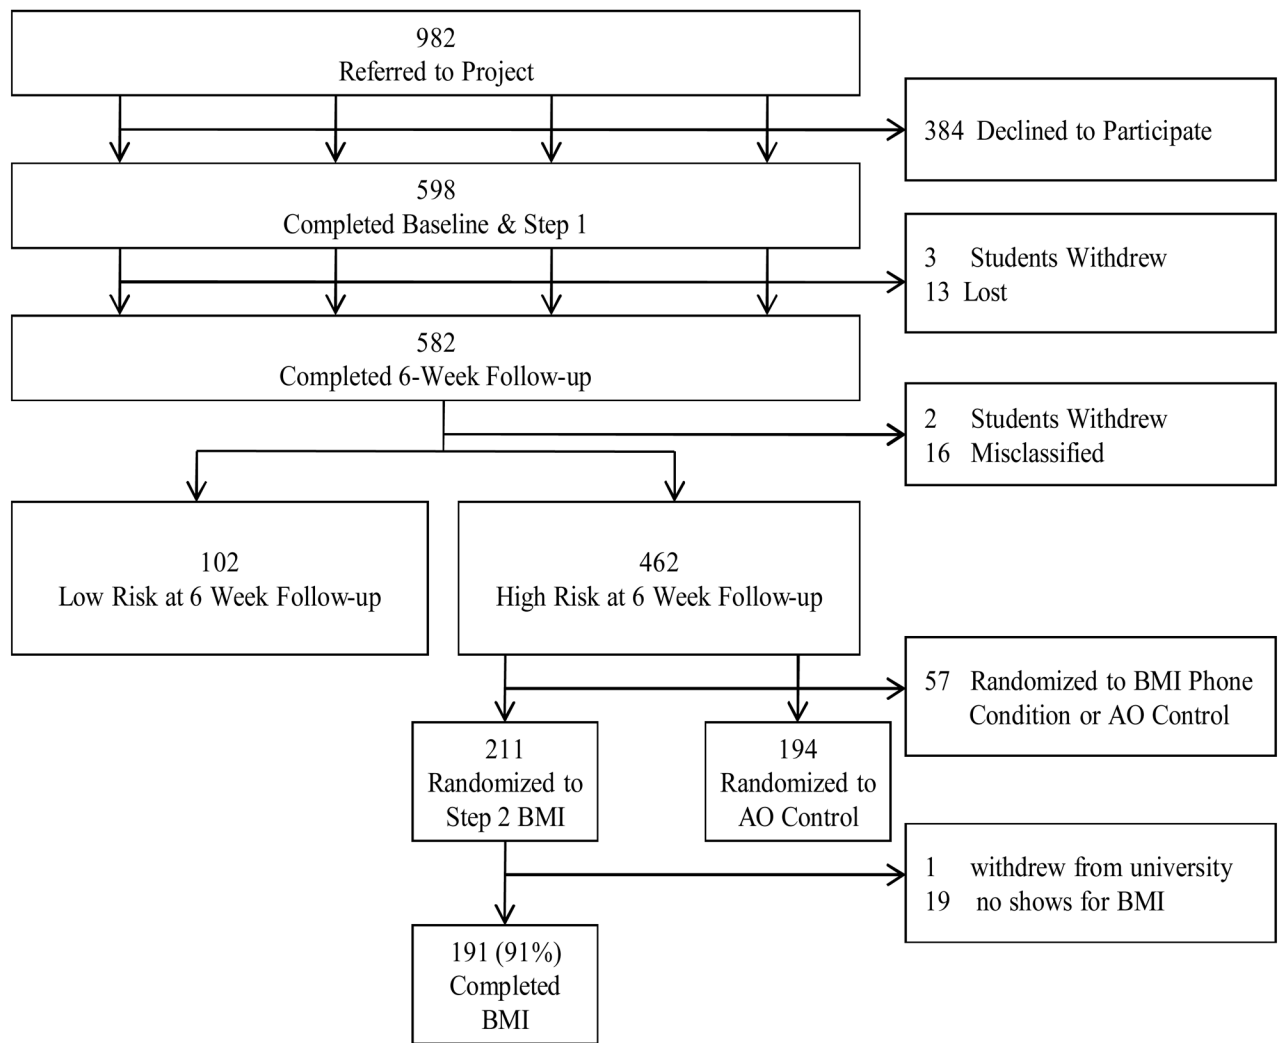 982
Referred to Project
384 Declined to Participate
598
Completed Baseline & Step 1
3 Students Withdrew
13 Lost
582
Completed 6-Week Follow-up
2 Students Withdrew
16 Misclassified
102
Low Risk at 6 Week Follow-up
462
High Risk at 6 Week Follow-up
57 Randomized to BMI Phone
Condition or AO Control
211
Randomized to
Step 2 BMI
194
Randomized to
AO Control
1 withdrew from university
19 no shows for BMI
191 (91%)
Completed
BMI